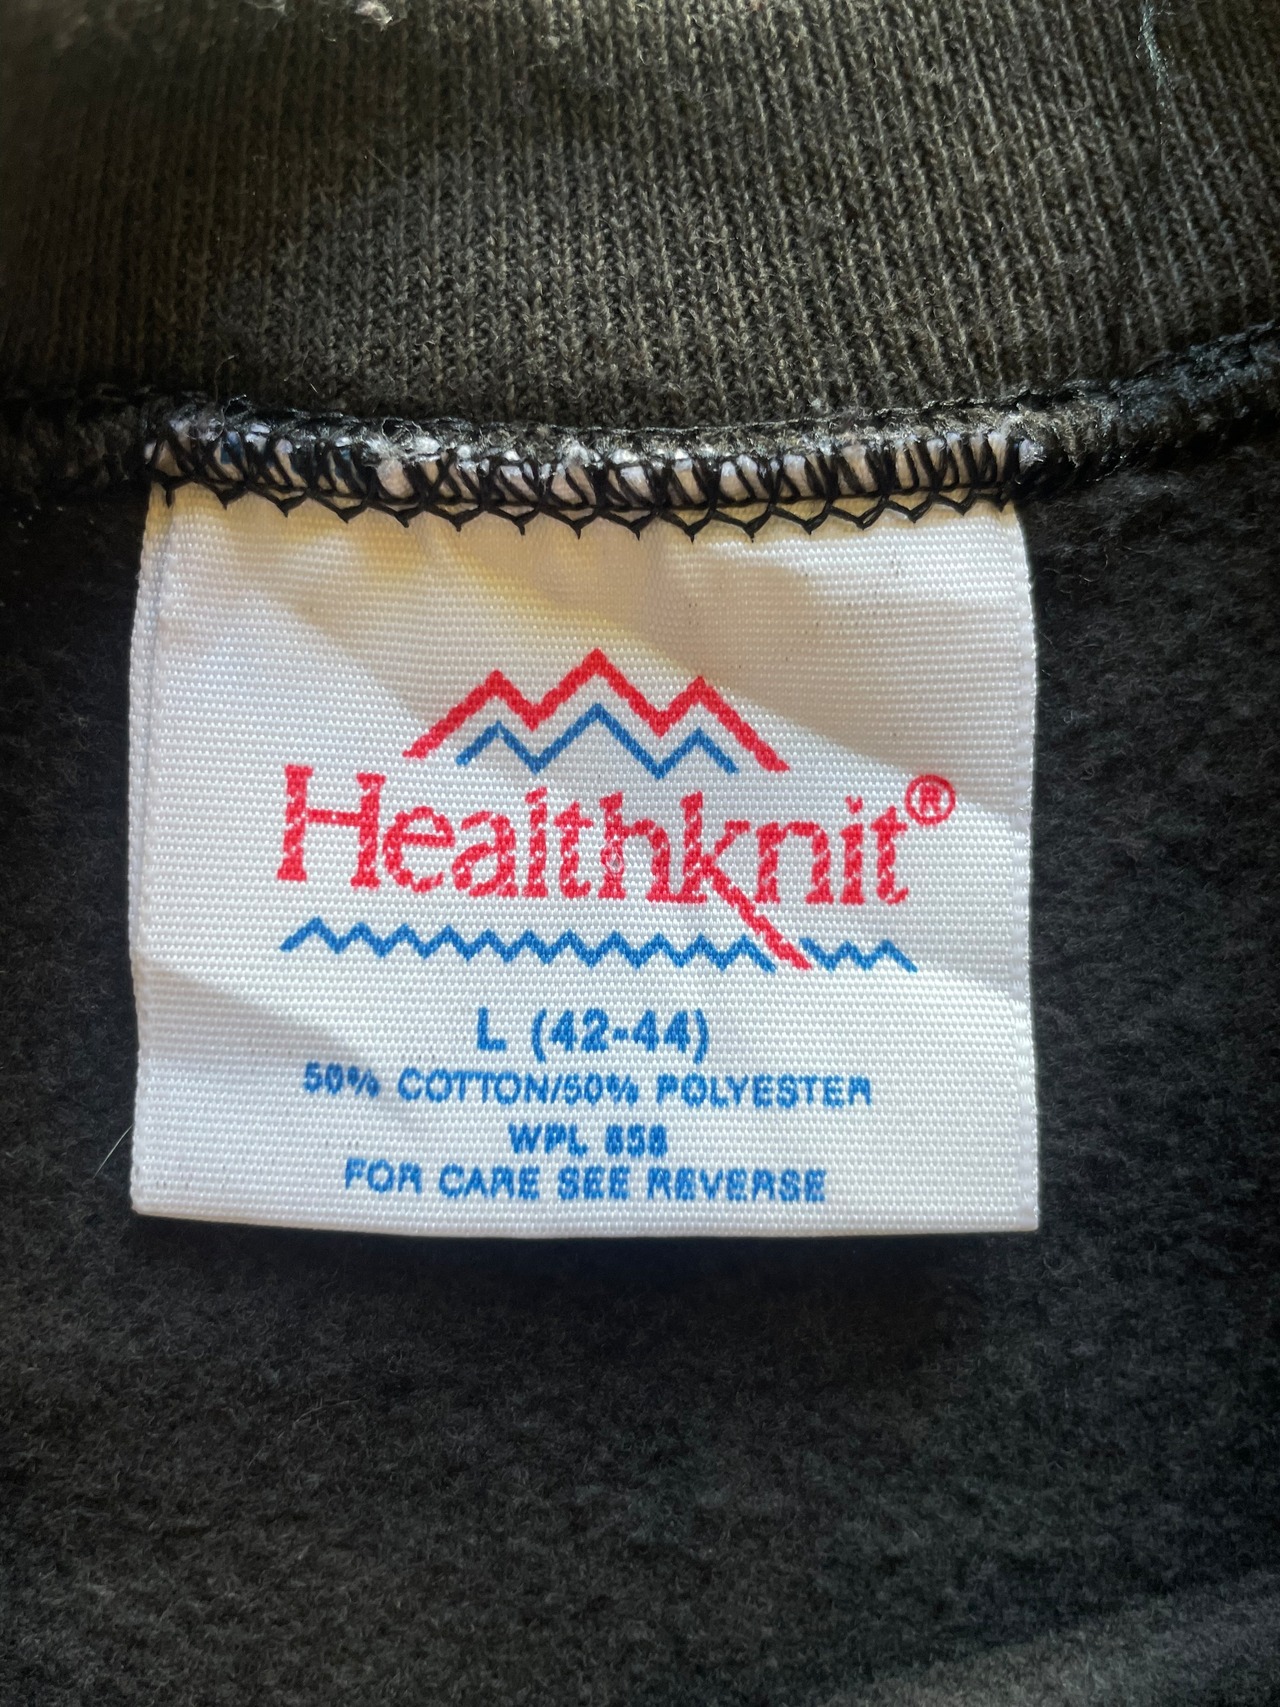 Healthknit®
L (42-44)
50% COTTON/50% POLYESTER
WPL 858
FOR CARE SEE REVERSE